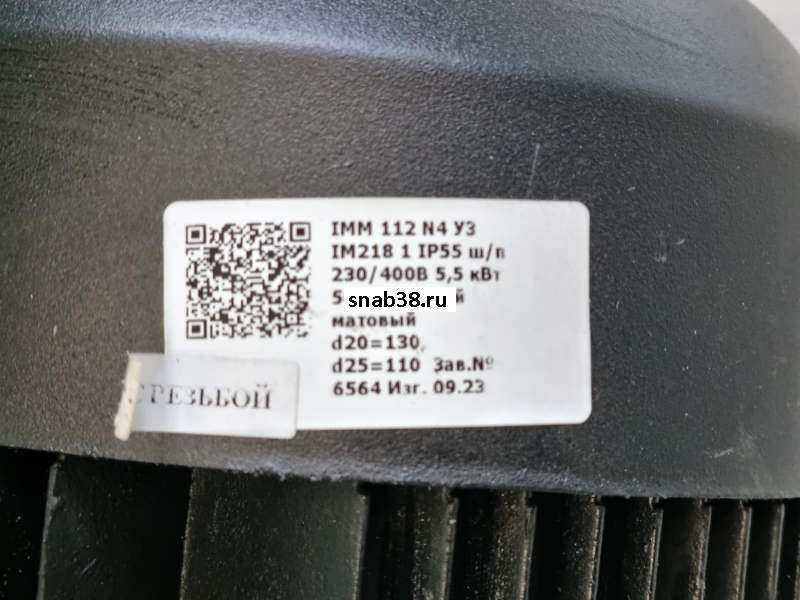 IMM 112 N4 У3
IM218 1 IP55 ш/п
230/400В 5,5 кВт
5 snab38.ru й
матовый
d20=130,
d25=110 Зав.№
6564 Изг. 09.23
С РЕЗЬБОЙ